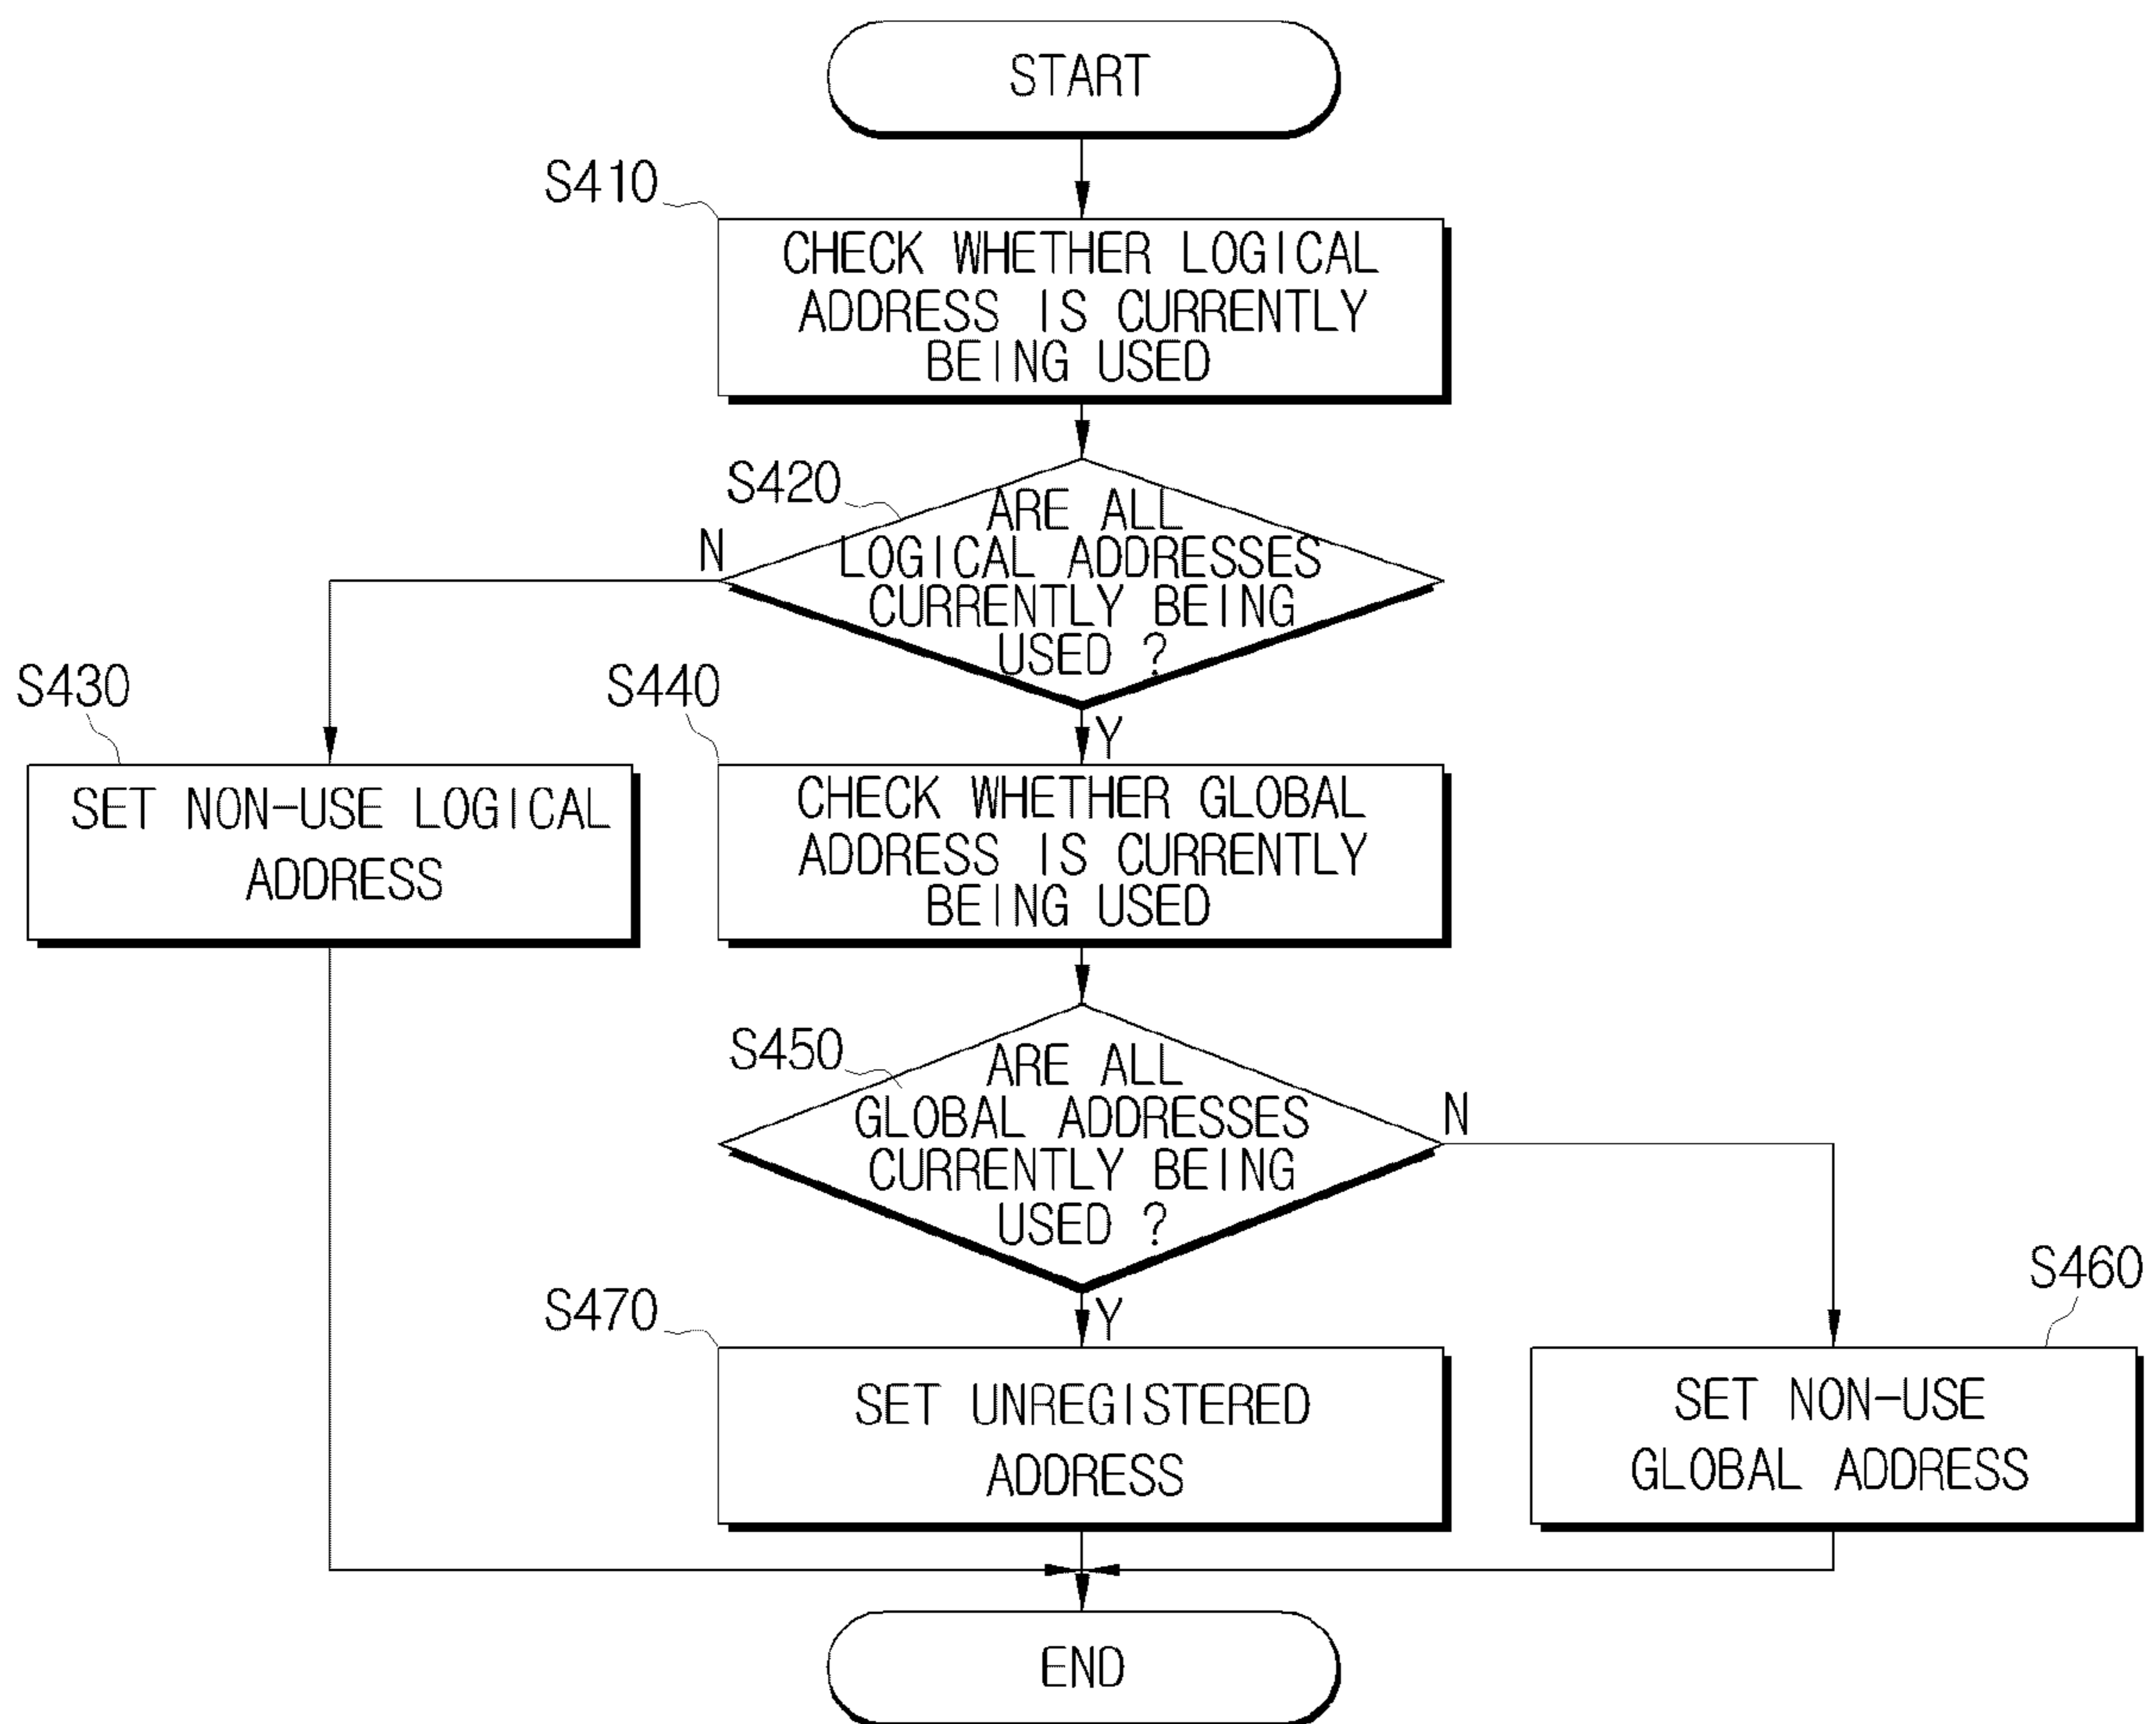 START
S410
CHECK WHETHER LOGICAL
ADDRESS IS CURRENTLY
BEING USED
S420
ARE ALL
LOGICAL ADDRESSES
CURRENTLY BEING
USED ?
N
Y
S430
SET NON-USE LOGICAL
ADDRESS
S440
CHECK WHETHER GLOBAL
ADDRESS IS CURRENTLY
BEING USED
S450
ARE ALL
GLOBAL ADDRESSES
CURRENTLY BEING
USED ?
N
Y
S470
SET UNREGISTERED
ADDRESS
S460
SET NON-USE
GLOBAL ADDRESS
END